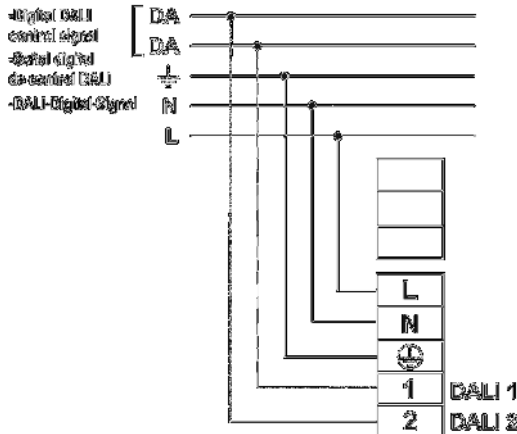 -Digital DALI
control signal
-Señal digital
de control DALI
-DALI-Digital-Signal
DA
DA
N
L
L
N
1 DALI 1
2 DALI 2